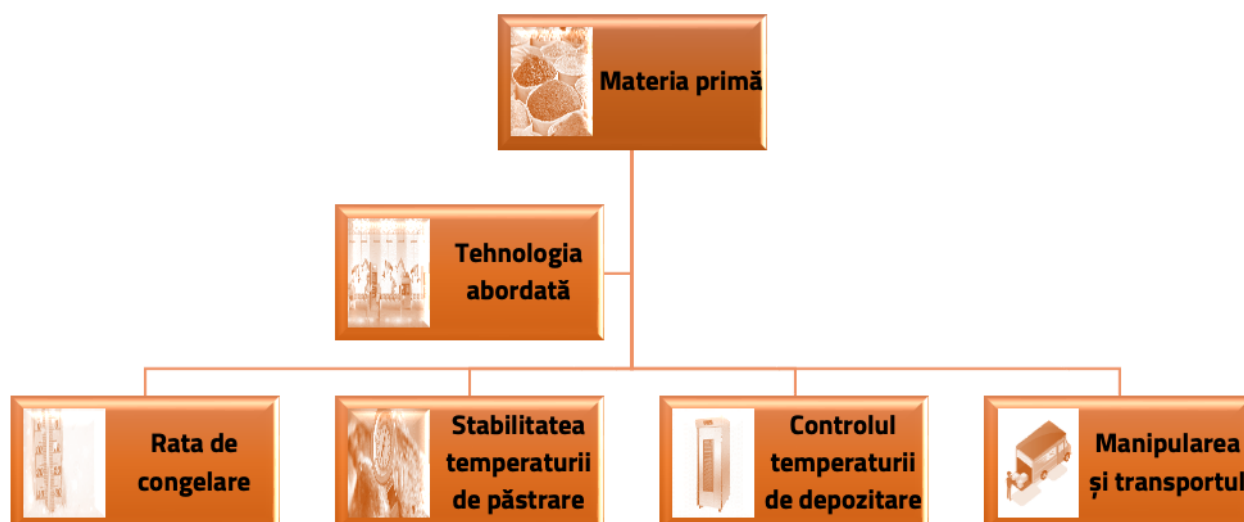 Materia primă
Tehnologia
abordată
Rata de
congelare
Stabilitatea
temperaturii
de păstrare
Controlul
temperaturii
de depozitare
Manipularea
și transportul